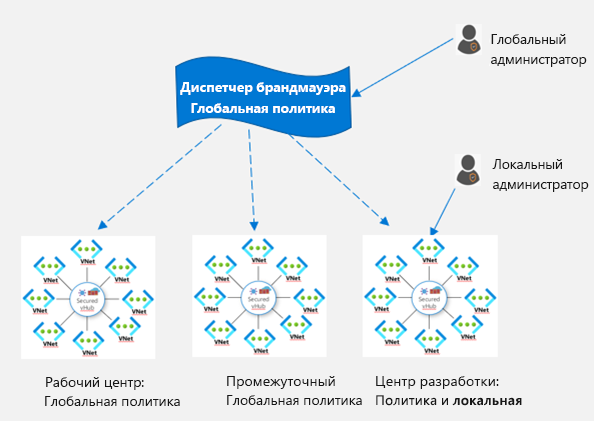 Глобального
администратор
Диспетчер брандмауэра
Глобальная политика
Локальный
администратор
VNet
VNet
VNet
VNet
VNet
VNet
VNet
VNet
Secured
vHub
VNet
VNet
VNet
VNet
VNet
VNet
VNet
VNet
Secured
vHub
VNet
VNet
VNet
VNet
VNet
VNet
VNet
VNet
Secured
vHub
Рабочий центр:
Глобальная политика
Промежуточный
Глобальная политика
Центр разработки:
Политика и локальная